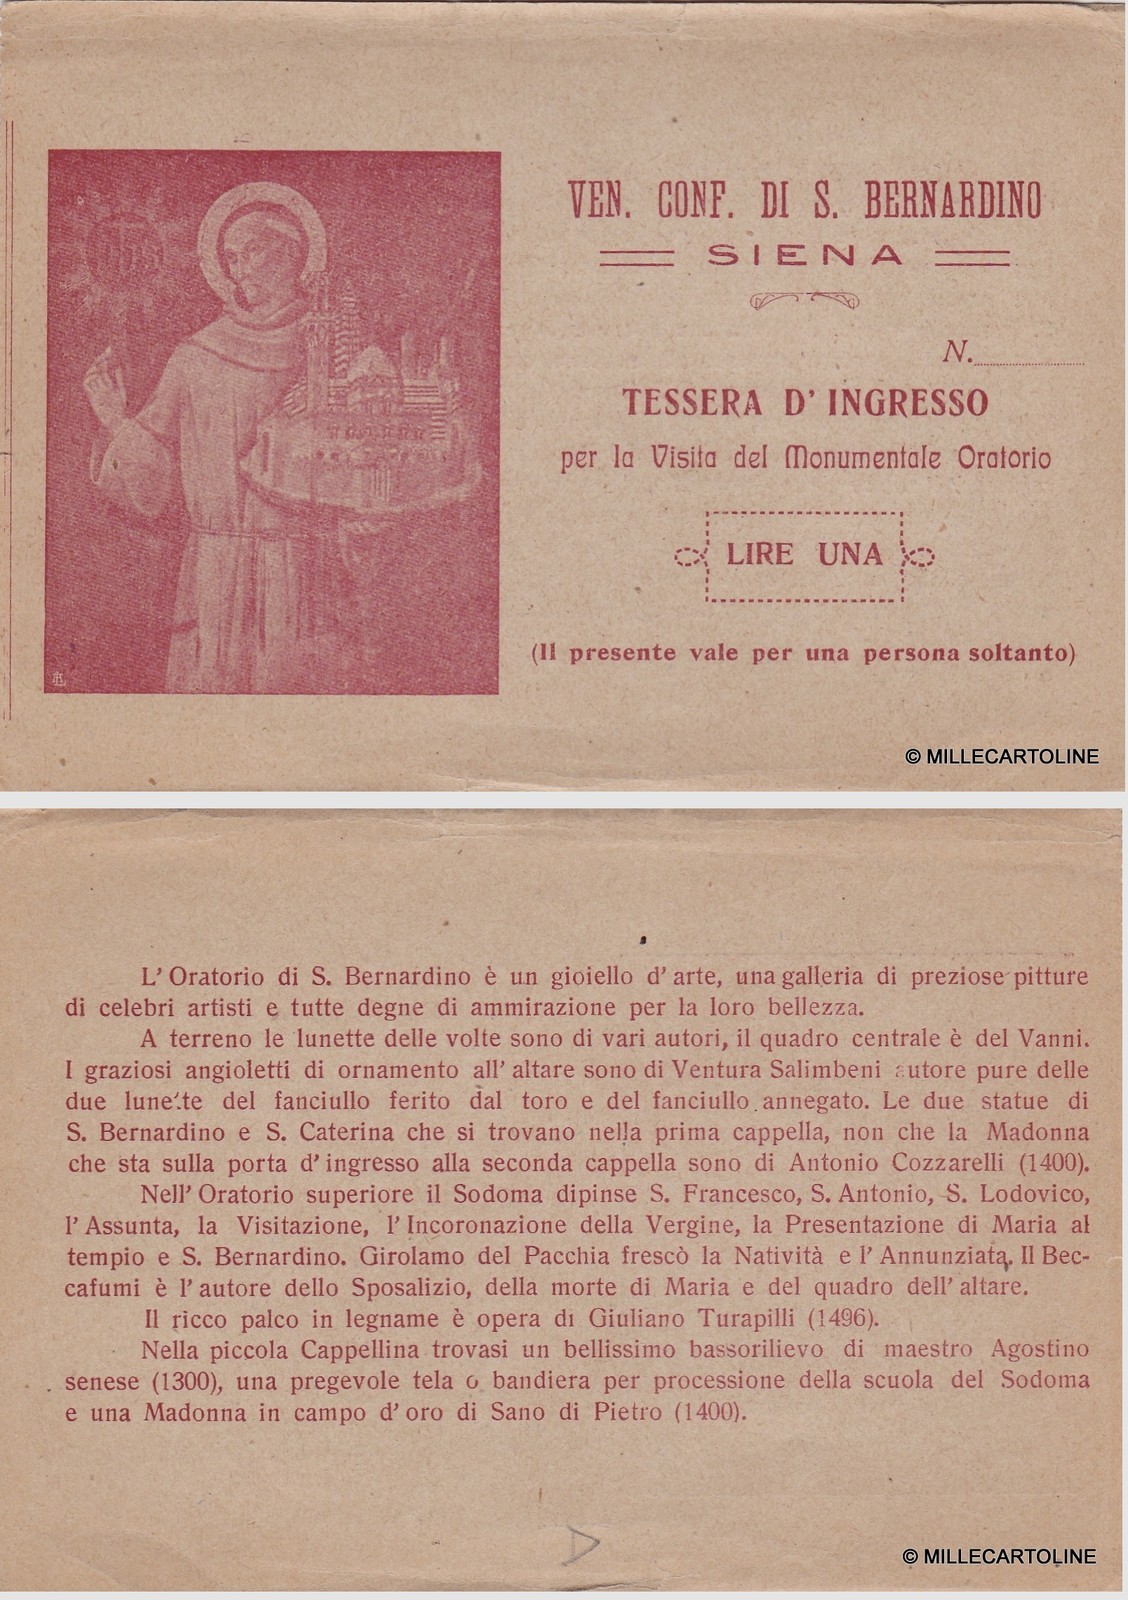 VEN. CONF. DI S. BERNARDINO
SIENA
N.
TESSERA D' INGRESSO
per la Visita del Monumentale Oratorio
LIRE UNA
(Il presente vale per una persona soltanto)
© MILLECARTOLINE
L' Oratorio di S. Bernardino è un gioiello d' arte, una galleria di preziose pitture
di celebri artisti e tutte degne di ammirazione per la loro bellezza.
A terreno le lunette delle volte sono di vari autori, il quadro centrale è del Vanni.
I graziosi angioletti di ornamento all' altare sono di Ventura Salimbeni autore pure delle
due lunette del fanciullo ferito dal toro e del fanciullo annegato. Le due statue di
S. Bernardino e S. Caterina che si trovano nella prima cappella, non che la Madonna
che sta sulla porta d' ingresso alla seconda cappella sono di Antonio Cozzarelli (1400).
Nell' Oratorio superiore il Sodoma dipinse S. Francesco, S. Antonio, S. Lodovico,
l' Assunta, la Visitazione, l' Incoronazione della Vergine, la Presentazione di Maria al
tempio e S. Bernardino. Girolamo del Pacchia frescò la Natività e l' Annunziata. Il Bec-
cafumi è l' autore dello Sposalizio, della morte di Maria e del quadro dell' altare.
Il ricco palco in legname è opera di Giuliano Turapilli (1496).
Nella piccola Cappellina trovasi un bellissimo bassorilievo di maestro Agostino
senese (1300), una pregevole tela o bandiera per processione della scuola del Sodoma
e una Madonna in campo d' oro di Sano di Pietro (1400).
D
© MILLECARTOLINE